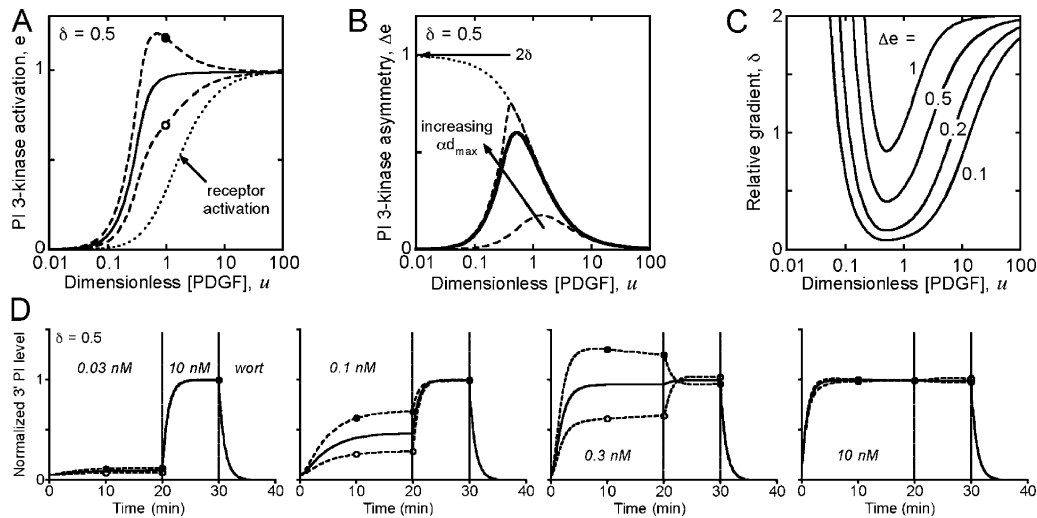 A
B
C
PI 3-kinase activation, e
δ = 0.5
1
0
receptor
activation
0.01
0.1
1
10
100
Dimensionless [PDGF], u
PI 3-kinase asymmetry, Δe
δ = 0.5
2δ
1
increasing
αd_max
0
0.01
0.1
1
10
100
Dimensionless [PDGF], u
Relative gradient, δ
Δe =
2
1
0
1
0.5
0.2
0.1
0.01
0.1
1
10
100
Dimensionless [PDGF], u
D
Normalized 3' PI level
δ = 0.5
0.03 nM
10 nM
wort
1
0
0
10
20
30
40
Time (min)
0.1 nM
1
0
0
10
20
30
40
Time (min)
0.3 nM
1
0
0
10
20
30
40
Time (min)
10 nM
1
0
0
10
20
30
40
Time (min)